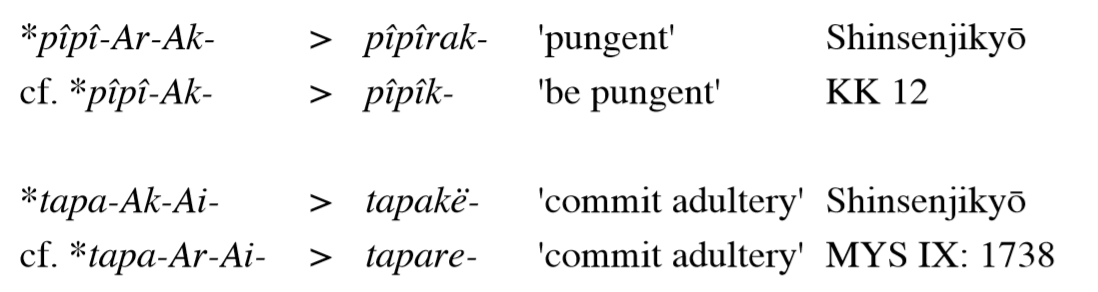 *pîpî-Ar-Ak- > pîpîrak- 'pungent' Shinsenjikyō
cf. *pîpî-Ak- > pîpîk- 'be pungent' KK 12
*tapa-Ak-Ai- > tapakë- 'commit adultery' Shinsenjikyō
cf. *tapa-Ar-Ai- > tapare- 'commit adultery' MYS IX: 1738